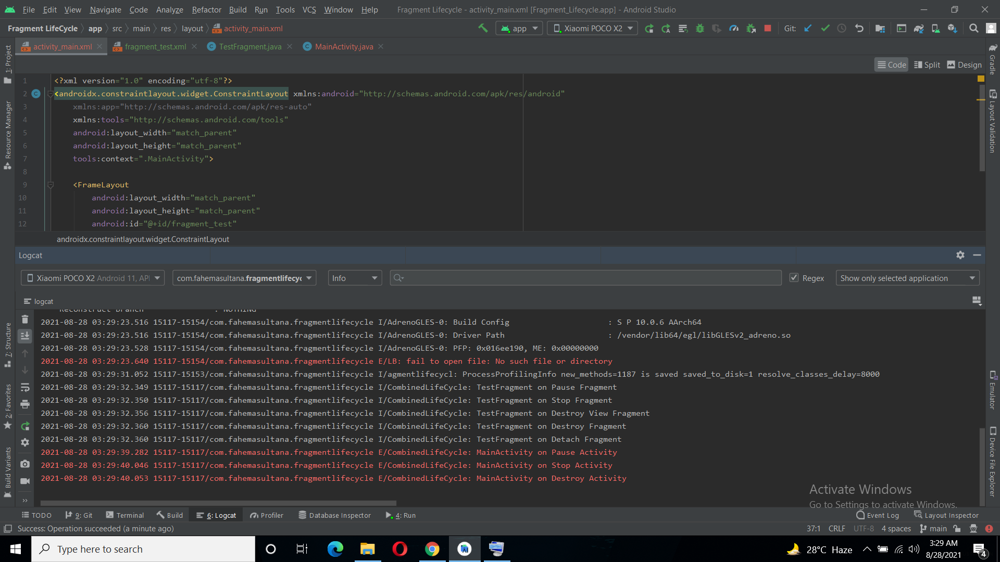 File Edit View Navigate Code Analyze Refactor Build Run Tools VCS Window Help Fragment Lifecycle - activity_main.xml [Fragment_Lifecycle.app] - Android Studio
Fragment LifeCycle app src main res layout activity_main.xml app Xiaomi POCO X2 Git:
activity_main.xml fragment_test.xml TestFragment.java MainActivity.java
Code Split Design
1 <?xml version="1.0" encoding="utf-8"?>
2 <androidx.constraintlayout.widget.ConstraintLayout xmlns:android="http://schemas.android.com/apk/res/android"
3 xmlns:app="http://schemas.android.com/apk/res-auto"
4 xmlns:tools="http://schemas.android.com/tools"
5 android:layout_width="match_parent"
6 android:layout_height="match_parent"
7 tools:context=".MainActivity">
8
9 <FrameLayout
10 android:layout_width="match_parent"
11 android:layout_height="match_parent"
12 android:id="@+id/fragment_test"
androidx.constraintlayout.widget.ConstraintLayout
1: Project
Resource Manager
7: Structure
2: Favorites
Build Variants
Gradle
Layout Validation
Emulator
Device File Explorer
Logcat
Xiaomi POCO X2 Android 11, API com.fahemasultana.fragmentlifecyc Info Regex Show only selected application
logcat
Reconstruct Branch : NOTHING
2021-08-28 03:29:23.516 15117-15154/com.fahemasultana.fragmentlifecycle I/AdrenoGLES-0: Build Config : S P 10.0.6 AArch64
2021-08-28 03:29:23.516 15117-15154/com.fahemasultana.fragmentlifecycle I/AdrenoGLES-0: Driver Path : /vendor/lib64/egl/libGLESv2_adreno.so
2021-08-28 03:29:23.528 15117-15154/com.fahemasultana.fragmentlifecycle I/AdrenoGLES-0: PFP: 0x016ee190, ME: 0x00000000
2021-08-28 03:29:23.640 15117-15154/com.fahemasultana.fragmentlifecycle E/LB: fail to open file: No such file or directory
2021-08-28 03:29:31.052 15117-15153/com.fahemasultana.fragmentlifecycle I/agmentlifecycl: ProcessProfilingInfo new_methods=1187 is saved saved_to_disk=1 resolve_classes_delay=8000
2021-08-28 03:29:32.349 15117-15117/com.fahemasultana.fragmentlifecycle I/CombinedLifeCycle: TestFragment on Pause Fragment
2021-08-28 03:29:32.350 15117-15117/com.fahemasultana.fragmentlifecycle I/CombinedLifeCycle: TestFragment on Stop Fragment
2021-08-28 03:29:32.356 15117-15117/com.fahemasultana.fragmentlifecycle I/CombinedLifeCycle: TestFragment on Destroy View Fragment
2021-08-28 03:29:32.360 15117-15117/com.fahemasultana.fragmentlifecycle I/CombinedLifeCycle: TestFragment on Destroy Fragment
2021-08-28 03:29:32.360 15117-15117/com.fahemasultana.fragmentlifecycle I/CombinedLifeCycle: TestFragment on Detach Fragment
2021-08-28 03:29:39.282 15117-15117/com.fahemasultana.fragmentlifecycle E/CombinedLifeCycle: MainActivity on Pause Activity
2021-08-28 03:29:40.046 15117-15117/com.fahemasultana.fragmentlifecycle E/CombinedLifeCycle: MainActivity on Stop Activity
2021-08-28 03:29:40.053 15117-15117/com.fahemasultana.fragmentlifecycle E/CombinedLifeCycle: MainActivity on Destroy Activity
Activate Windows
Go to Settings to activate Windows.
TODO 9: Git Terminal Build 6: Logcat Profiler Database Inspector 4: Run Event Log Layout Inspector
Success: Operation succeeded (a minute ago) 37:1 CRLF UTF-8 4 spaces main
Type here to search 28°C Haze 3:29 AM
8/28/2021 4